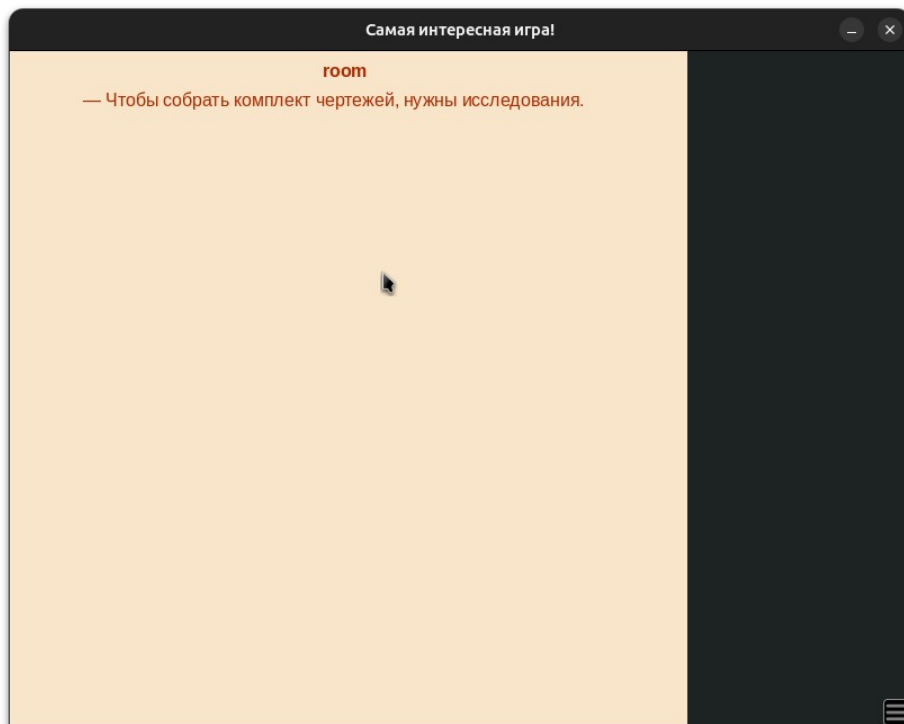 Самая интересная игра!
room
— Чтобы собрать комплект чертежей, нужны исследования.